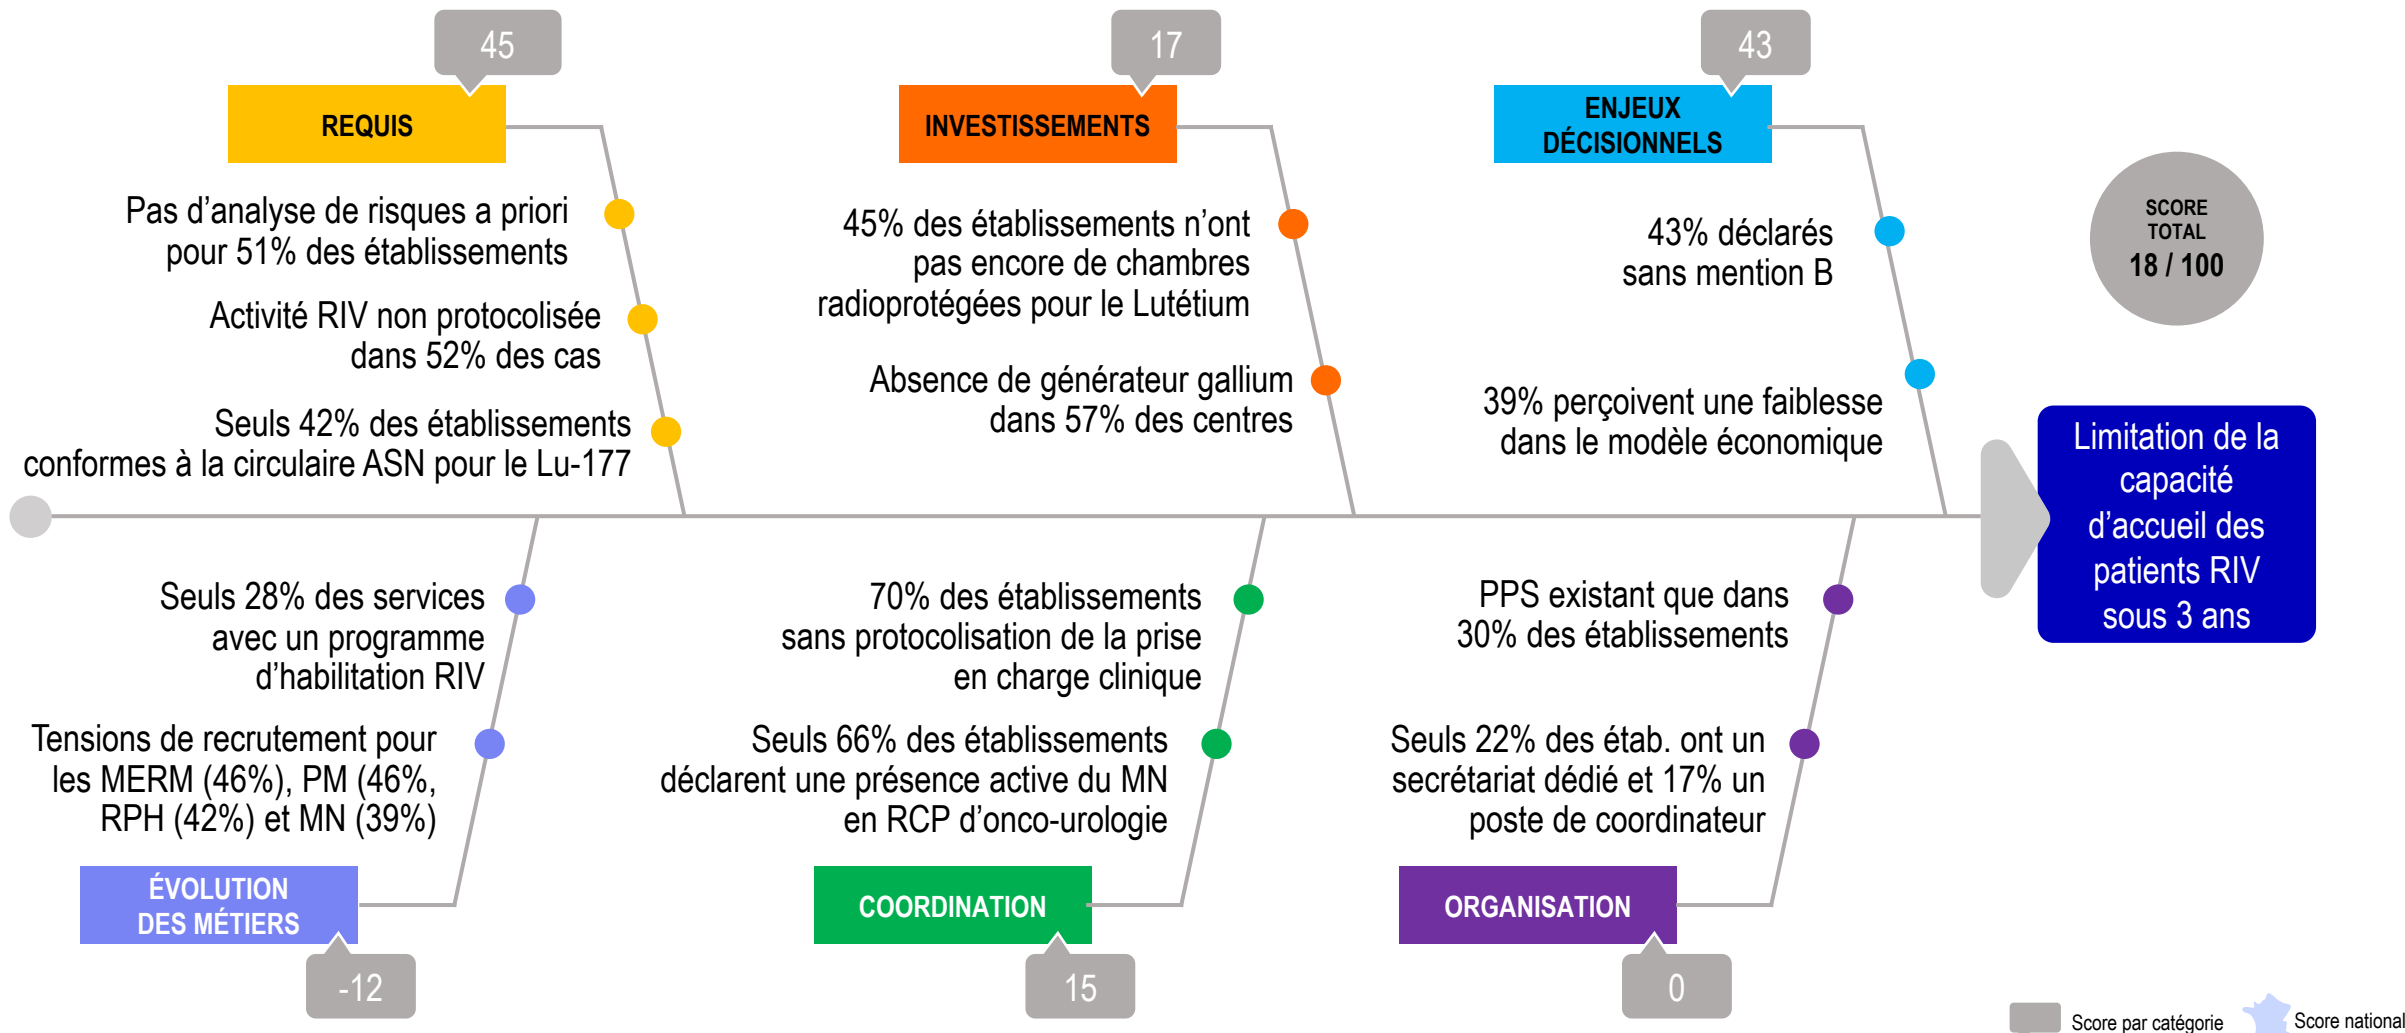 45
REQUIS
Pas d’analyse de risques a priori
pour 51% des établissements
Activité RIV non protocolisée
dans 52% des cas
Seuls 42% des établissements
conformes à la circulaire ASN pour le Lu-177
17
INVESTISSEMENTS
45% des établissements n’ont
pas encore de chambres
radioprotégées pour le Lutétium
Absence de générateur gallium
dans 57% des centres
43
ENJEUX
DÉCISIONNELS
43% déclarés
sans mention B
39% perçoivent une faiblesse
dans le modèle économique
SCORE
TOTAL
18 / 100
Limitation de la
capacité
d’accueil des
patients RIV
sous 3 ans
Seuls 28% des services
avec un programme
d’habilitation RIV
Tensions de recrutement pour
les MERM (46%), PM (46%,
RPH (42%) et MN (39%)
ÉVOLUTION
DES MÉTIERS
-12
70% des établissements
sans protocolisation de la prise
en charge clinique
Seuls 66% des établissements
déclarent une présence active du MN
en RCP d’onco-urologie
COORDINATION
15
PPS existant que dans
30% des établissements
Seuls 22% des étab. ont un
secrétariat dédié et 17% un
poste de coordinateur
ORGANISATION
0
Score par catégorie
Score national